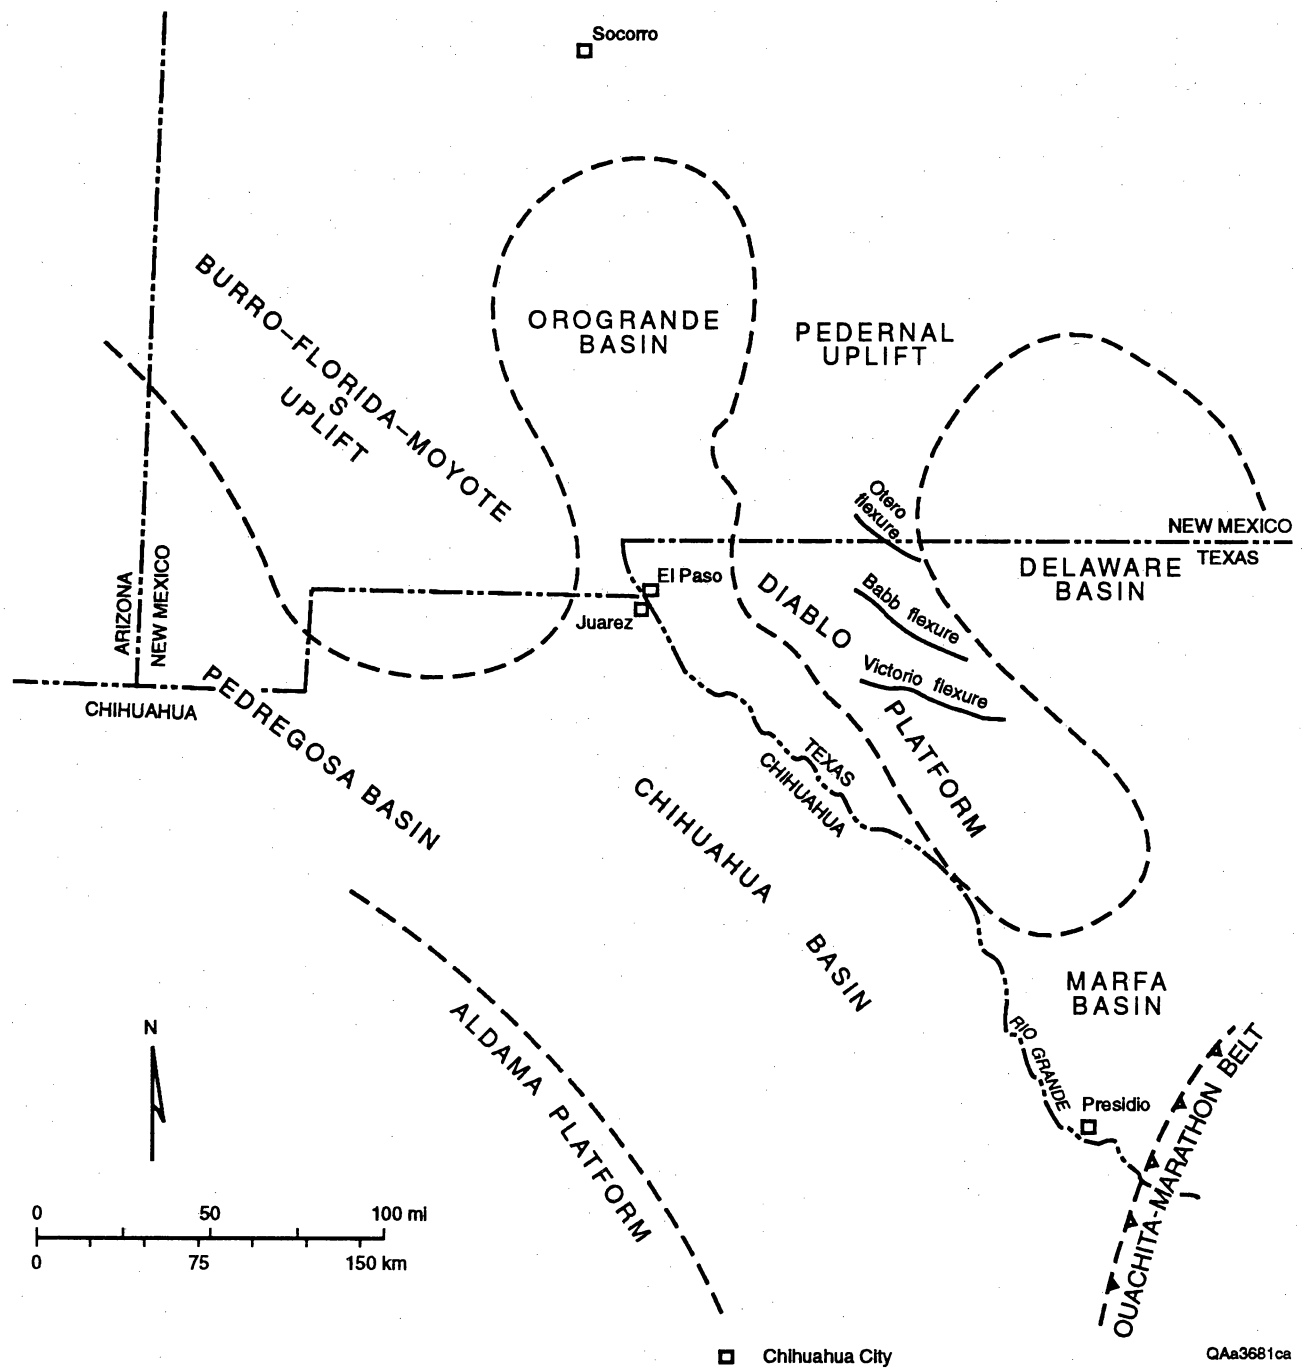 Socorro
BURRO–FLORIDA–MOYOTE
S
UPLIFT
OROGRANDE
BASIN
PEDERNAL
UPLIFT
Otero
flexure
NEW MEXICO
TEXAS
DELAWARE
BASIN
ARIZONA
NEW MEXICO
El Paso
Juarez
DIABLO
PLATFORM
Babb flexure
Victorio flexure
CHIHUAHUA
PEDREGOSA BASIN
TEXAS
CHIHUAHUA
CHIHUAHUA
BASIN
MARFA
BASIN
ALDAMA PLATFORM
N
RIO GRANDE
Presidio
OUACHITA-MARATHON BELT
0 50 100 mi
0 75 150 km
Chihuahua City
QAa3681ca